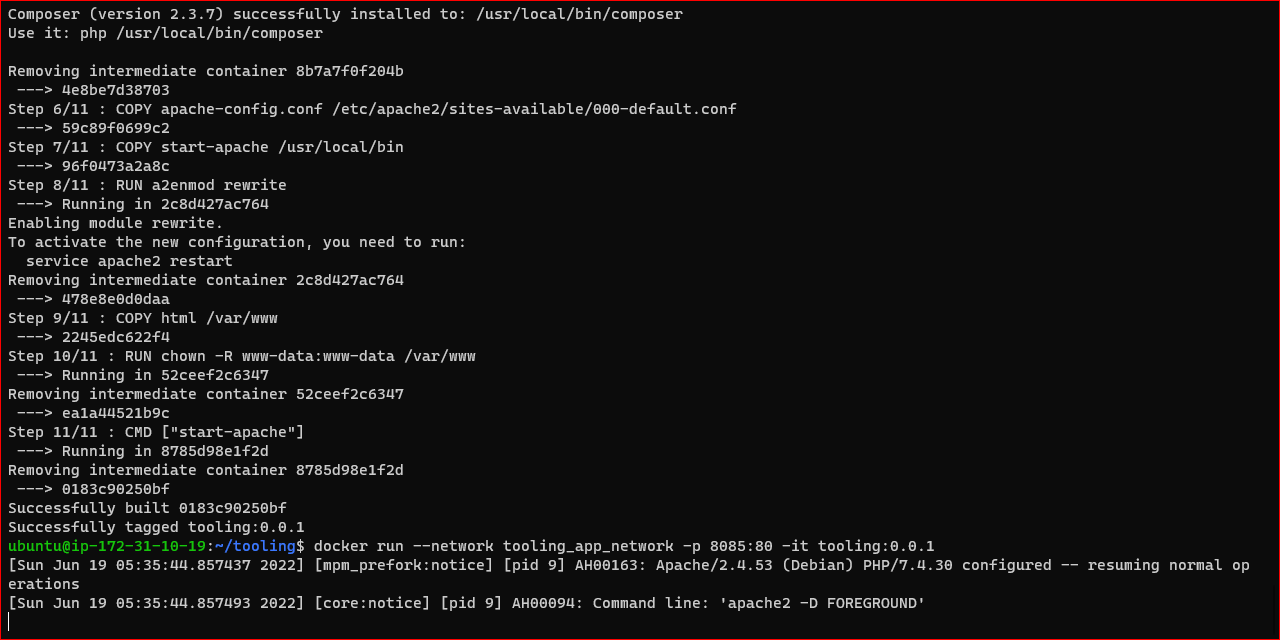 Composer (version 2.3.7) successfully installed to: /usr/local/bin/composer
Use it: php /usr/local/bin/composer
Removing intermediate container 8b7a7f0f204b
 ---> 4e8be7d38703
Step 6/11 : COPY apache-config.conf /etc/apache2/sites-available/000-default.conf
 ---> 59c89f0699c2
Step 7/11 : COPY start-apache /usr/local/bin
 ---> 96f0473a2a8c
Step 8/11 : RUN a2enmod rewrite
 ---> Running in 2c8d427ac764
Enabling module rewrite.
To activate the new configuration, you need to run:
  service apache2 restart
Removing intermediate container 2c8d427ac764
 ---> 478e8e0d0daa
Step 9/11 : COPY html /var/www
 ---> 2245edc622f4
Step 10/11 : RUN chown -R www-data:www-data /var/www
 ---> Running in 52ceef2c6347
Removing intermediate container 52ceef2c6347
 ---> ea1a44521b9c
Step 11/11 : CMD ["start-apache"]
 ---> Running in 8785d98e1f2d
Removing intermediate container 8785d98e1f2d
 ---> 0183c90250bf
Successfully built 0183c90250bf
Successfully tagged tooling:0.0.1
ubuntu@ip-172-31-10-19:~/tooling$ docker run --network tooling_app_network -p 8085:80 -it tooling:0.0.1
[Sun Jun 19 05:35:44.857437 2022] [mpm_prefork:notice] [pid 9] AH00163: Apache/2.4.53 (Debian) PHP/7.4.30 configured -- resuming normal op
erations
[Sun Jun 19 05:35:44.857493 2022] [core:notice] [pid 9] AH00094: Command line: 'apache2 -D FOREGROUND'